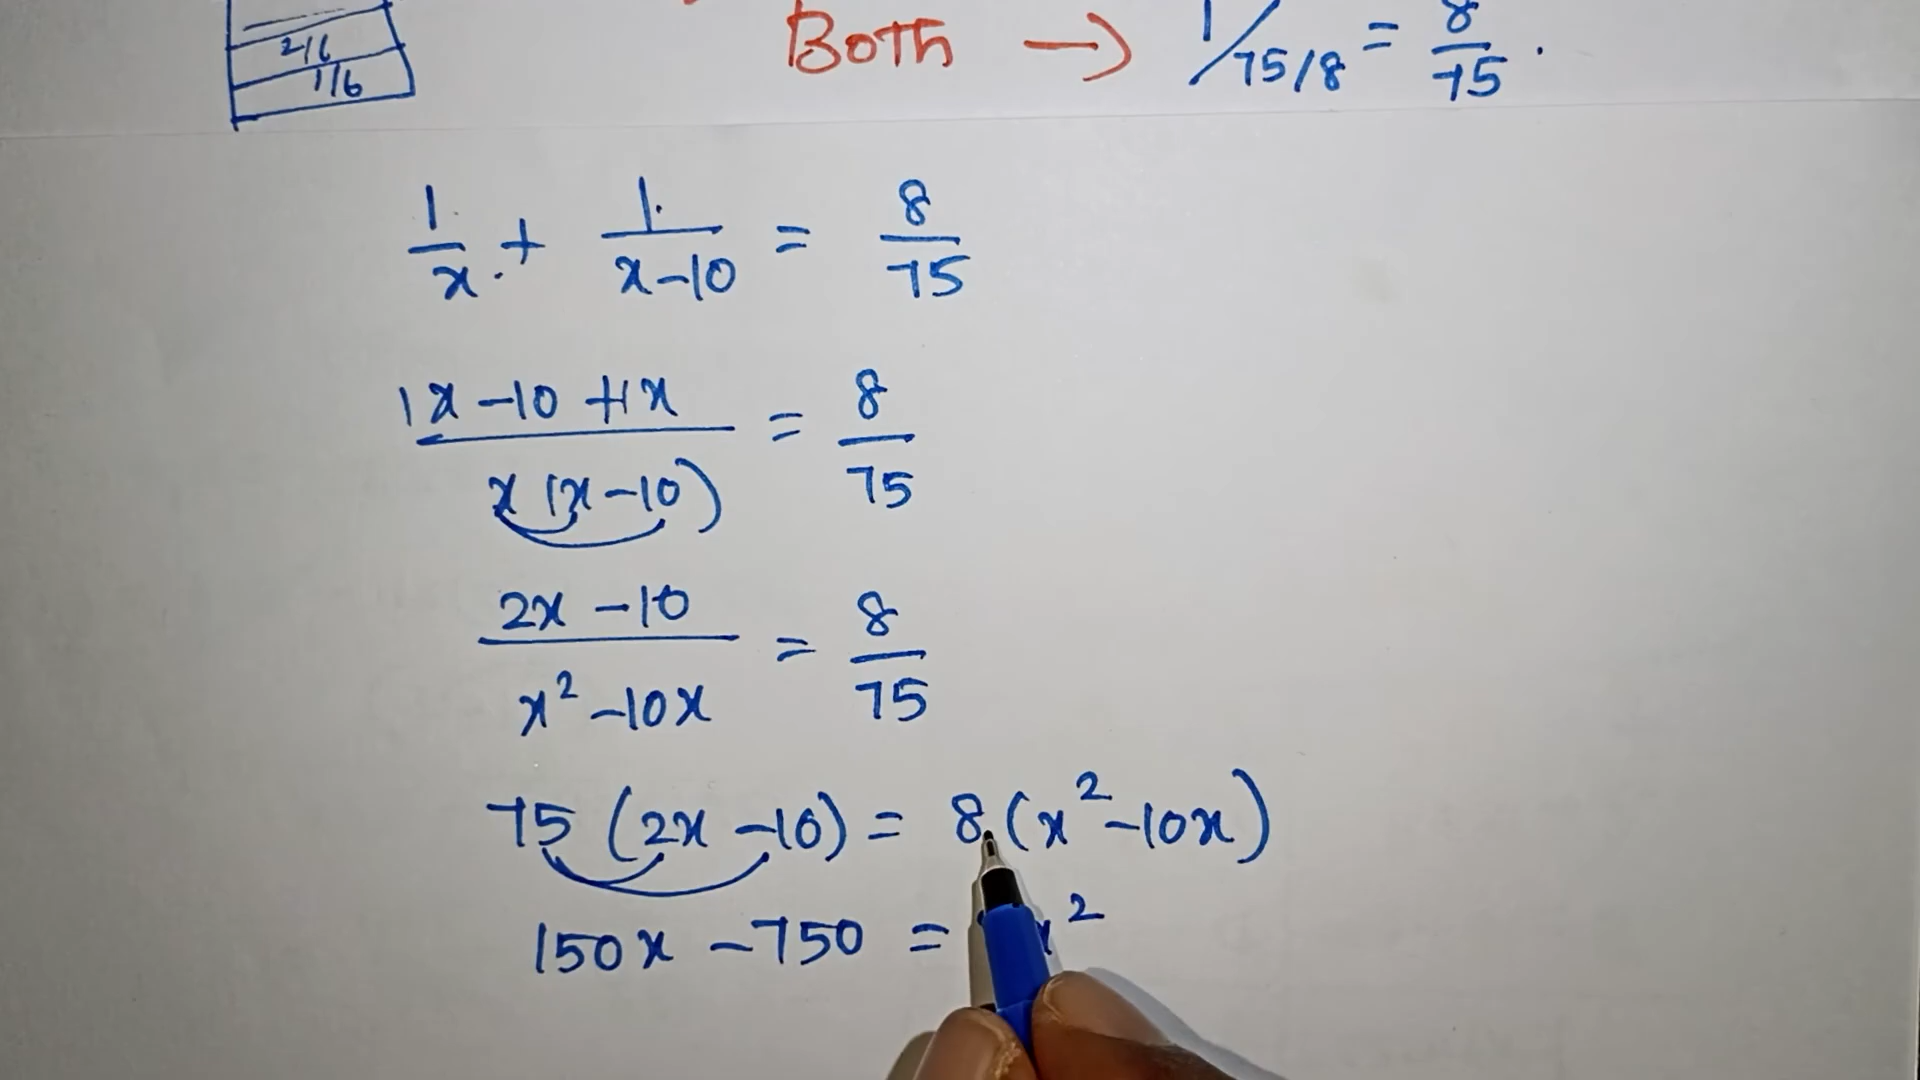 2/6
1/6
Both → 1/75/8 = 8/75 .
1/x + 1/x-10 = 8/75
1x -10 +1x / x(x-10) = 8/75
2x -10 / x² -10x = 8/75
75 (2x -10) = 8(x² -10x)
150x -750 = x²